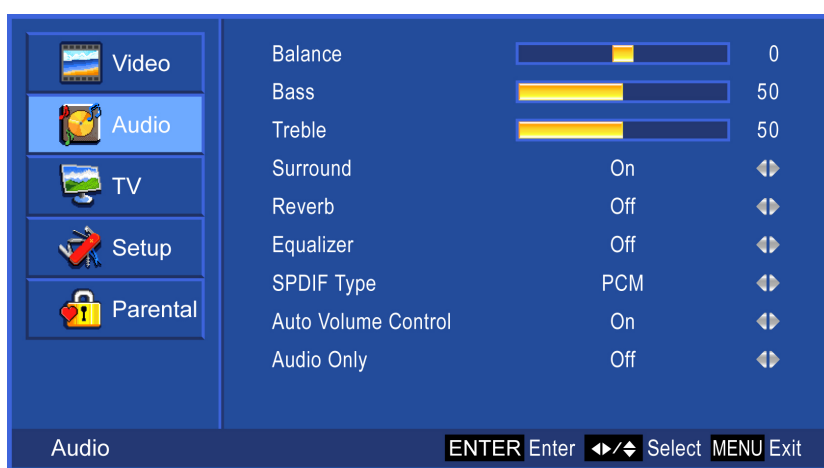 Video
Audio
TV
Setup
Parental
Balance 0
Bass 50
Treble 50
Surround On
Reverb Off
Equalizer Off
SPDIF Type PCM
Auto Volume Control On
Audio Only Off
Audio ENTER Enter / Select MENU Exit